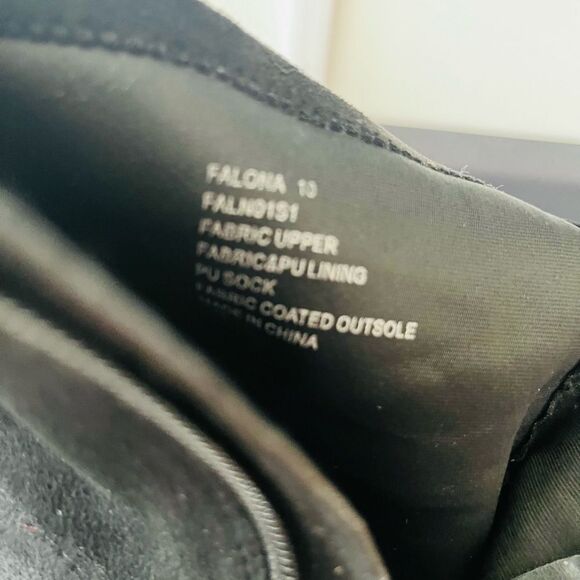 FALONA 10
FALN01S1
FABRIC UPPER
FABRIC&PU LINING
PU SOCK
FABRIC COATED OUTSOLE
MADE IN CHINA